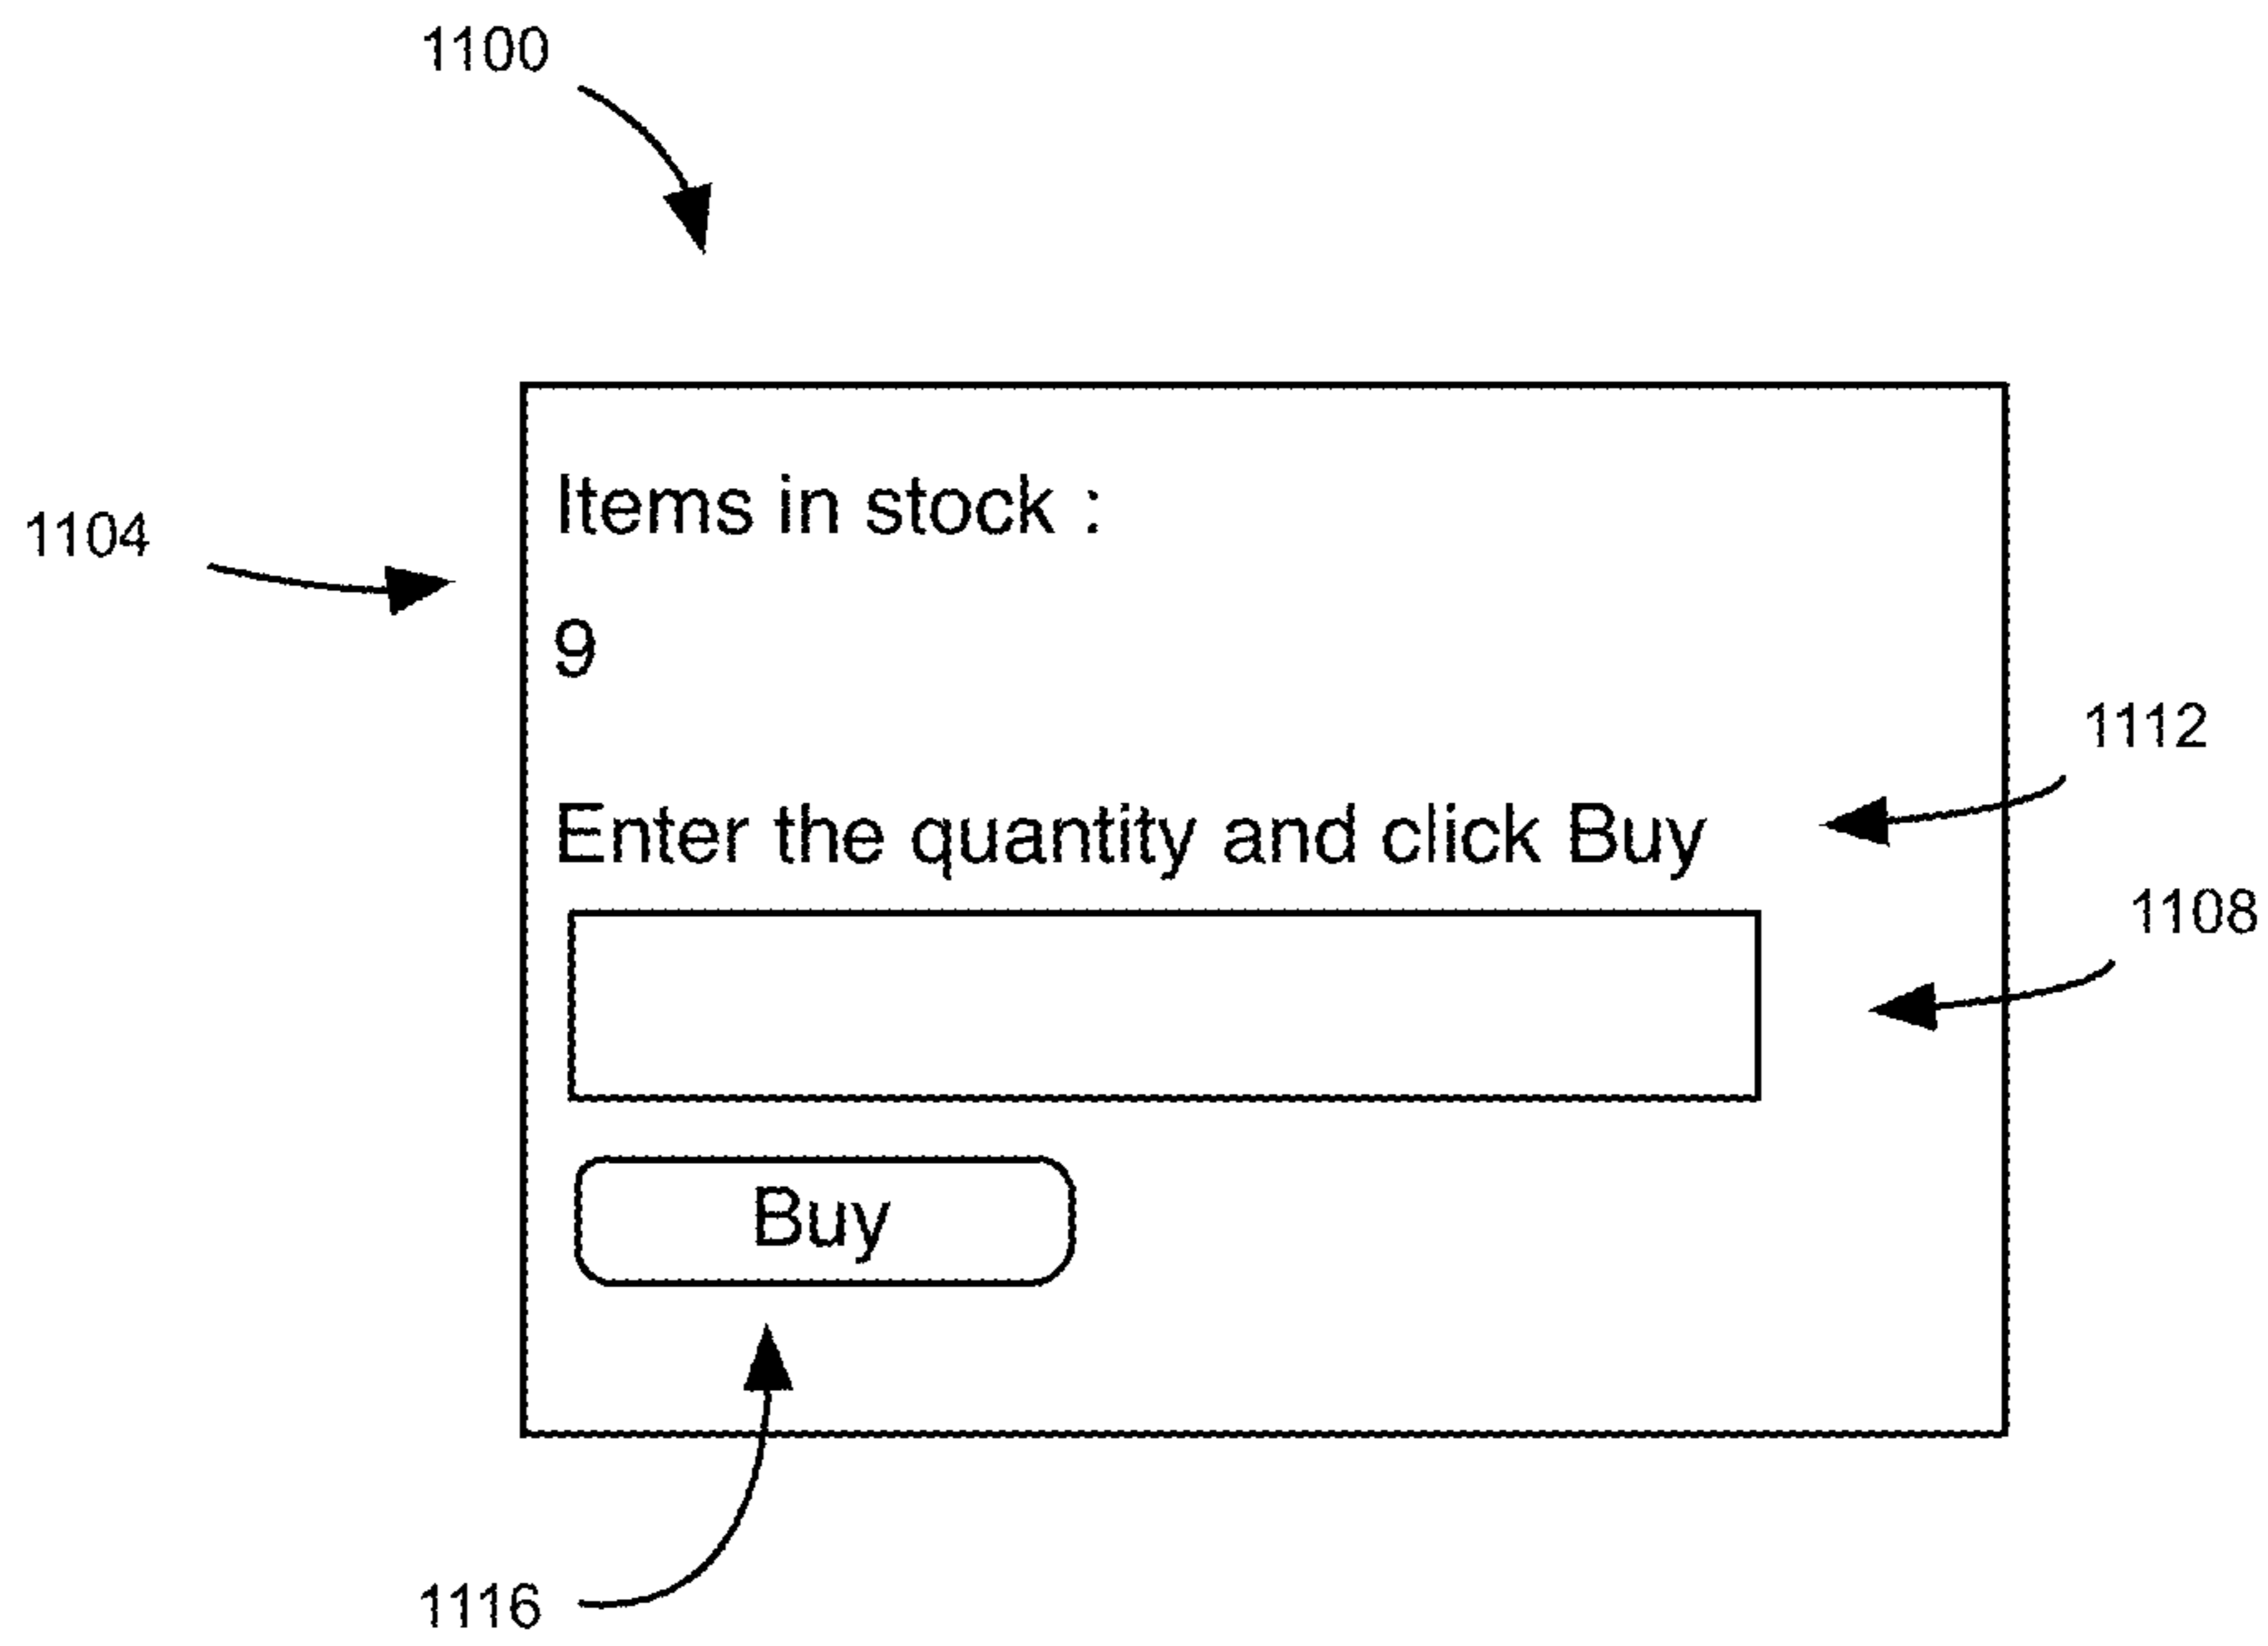 1100
Items in stock :
1104
9
1112
Enter the quantity and click Buy
1108
Buy
1116